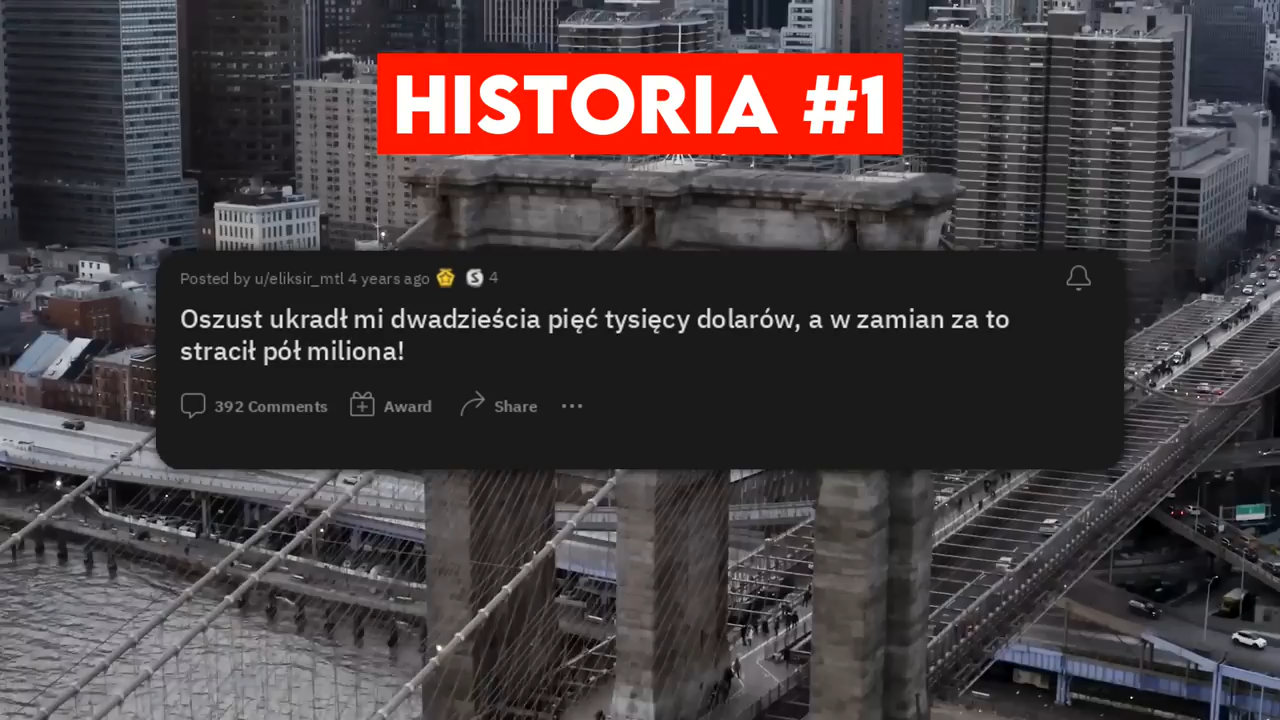 HISTORIA #1
Posted by u/eliksir_mtl 4 years ago 4
Oszust ukradł mi dwadzieścia pięć tysięcy dolarów, a w zamian za to
stracił pół miliona!
392 Comments Award Share